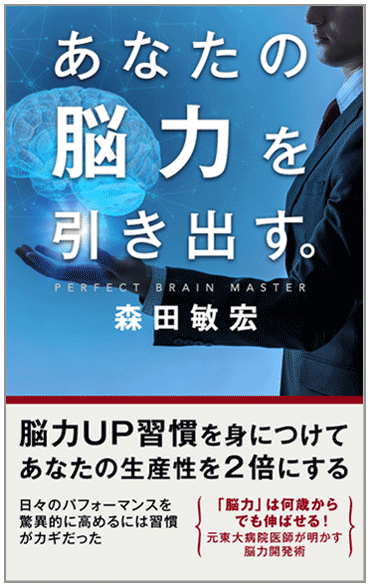 あなたの
脳力を
引き出す。
PERFECT BRAIN MASTER
森田敏宏
脳力UP習慣を身につけて
あなたの生産性を2倍にする
日々のパフォーマンスを
驚異的に高めるには習慣
がカギだった
「脳力」は何歳から
でも伸ばせる！
元東大病院医師が明かす
脳力開発術